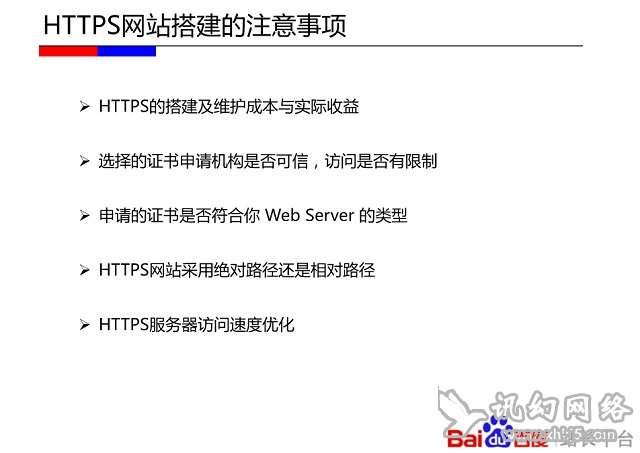 HTTPS网站搭建的注意事项
HTTPS的搭建及维护成本与实际收益
选择的证书申请机构是否可信，访问是否有限制
申请的证书是否符合你 Web Server 的类型
HTTPS网站采用绝对路径还是相对路径
HTTPS服务器访问速度优化
讯幻网络
Bai du 百度 站长平台